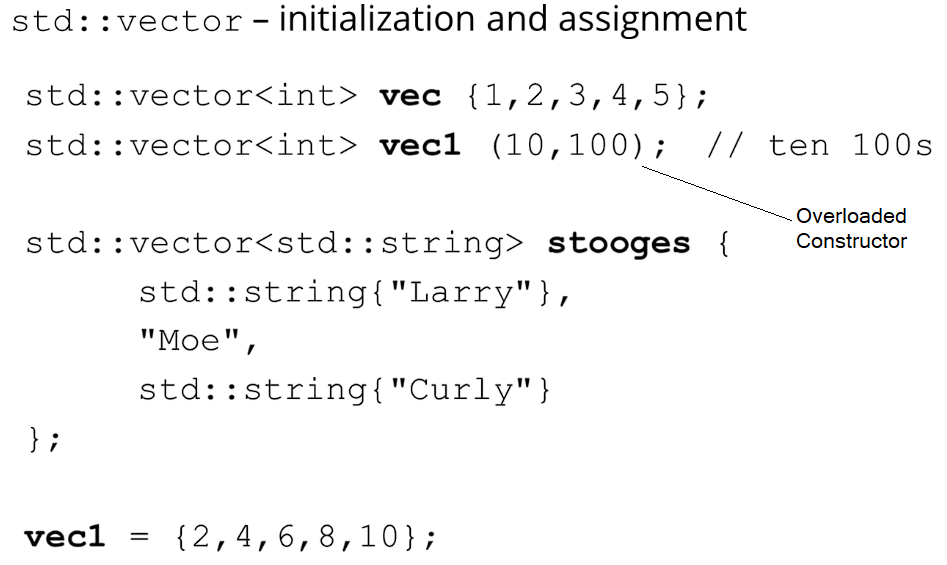 std::vector – initialization and assignment
std::vector<int> vec {1,2,3,4,5};
std::vector<int> vec1 (10,100); // ten 100s
Overloaded
Constructor
std::vector<std::string> stooges {
std::string{"Larry"},
"Moe",
std::string{"Curly"}
};
vec1 = {2,4,6,8,10};